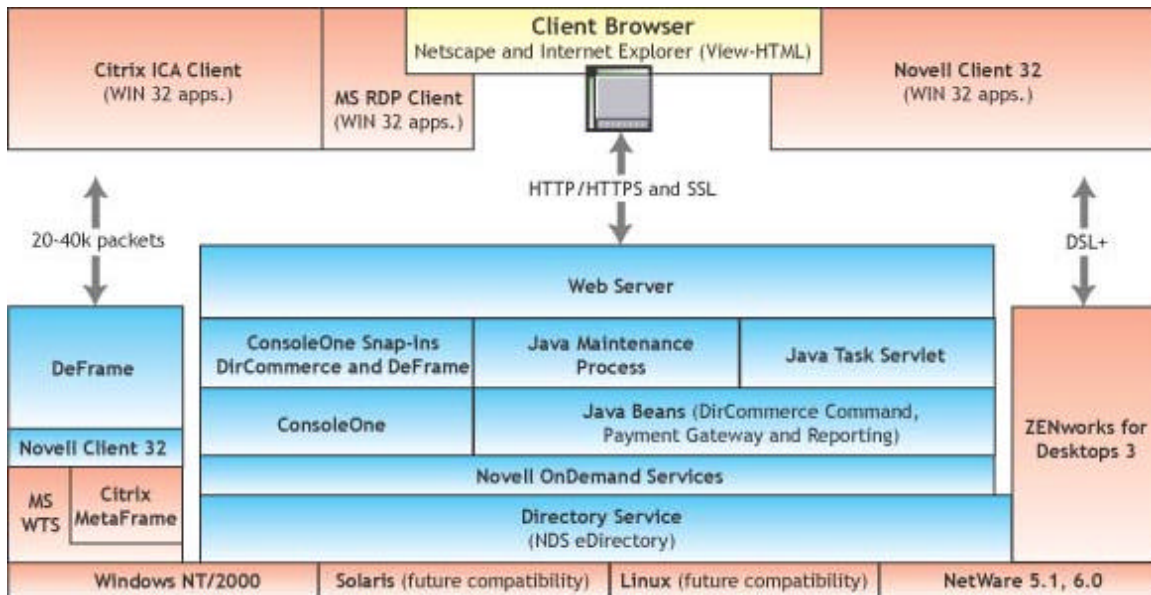 Client Browser
Netscape and Internet Explorer (View-HTML)
Citrix ICA Client
(WIN 32 apps.)
MS RDP Client
(WIN 32 apps.)
Novell Client 32
(WIN 32 apps.)
20-40k packets
HTTP/HTTPS and SSL
DSL+
Web Server
DeFrame
ConsoleOne Snap-Ins
DirCommerce and DeFrame
Java Maintenance
Process
Java Task Servlet
ConsoleOne
Java Beans (DirCommerce Command,
Payment Gateway and Reporting)
ZENworks for
Desktops 3
Novell Client 32
Novell OnDemand Services
MS
WTS
Citrix
MetaFrame
Directory Service
(NDS eDirectory)
Windows NT/2000
Solaris (future compatibility)
Linux (future compatibility)
NetWare 5.1, 6.0